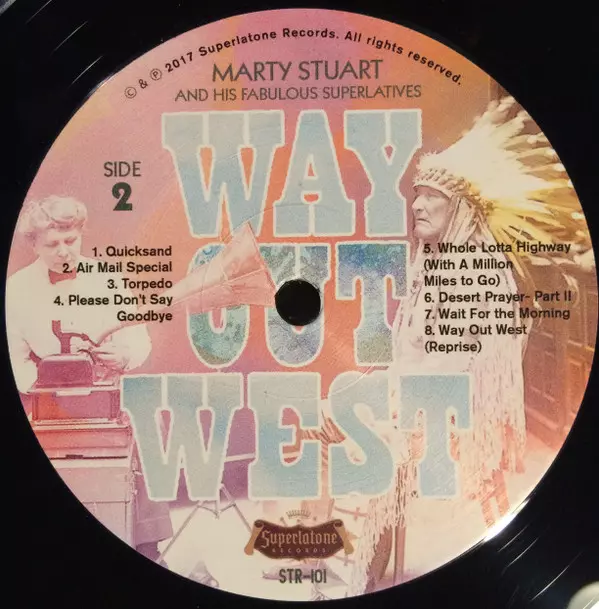 © & ℗ 2017 Superlatone Records. All rights reserved.
MARTY STUART
AND HIS FABULOUS SUPERLATIVES
WAY
OUT
WEST
SIDE
2
1. Quicksand
2. Air Mail Special
3. Torpedo
4. Please Don't Say
Goodbye
5. Whole Lotta Highway
(With A Million
Miles to Go)
6. Desert Prayer- Part II
7. Wait For the Morning
8. Way Out West
(Reprise)
Superlatone
RECORDS
STR-101